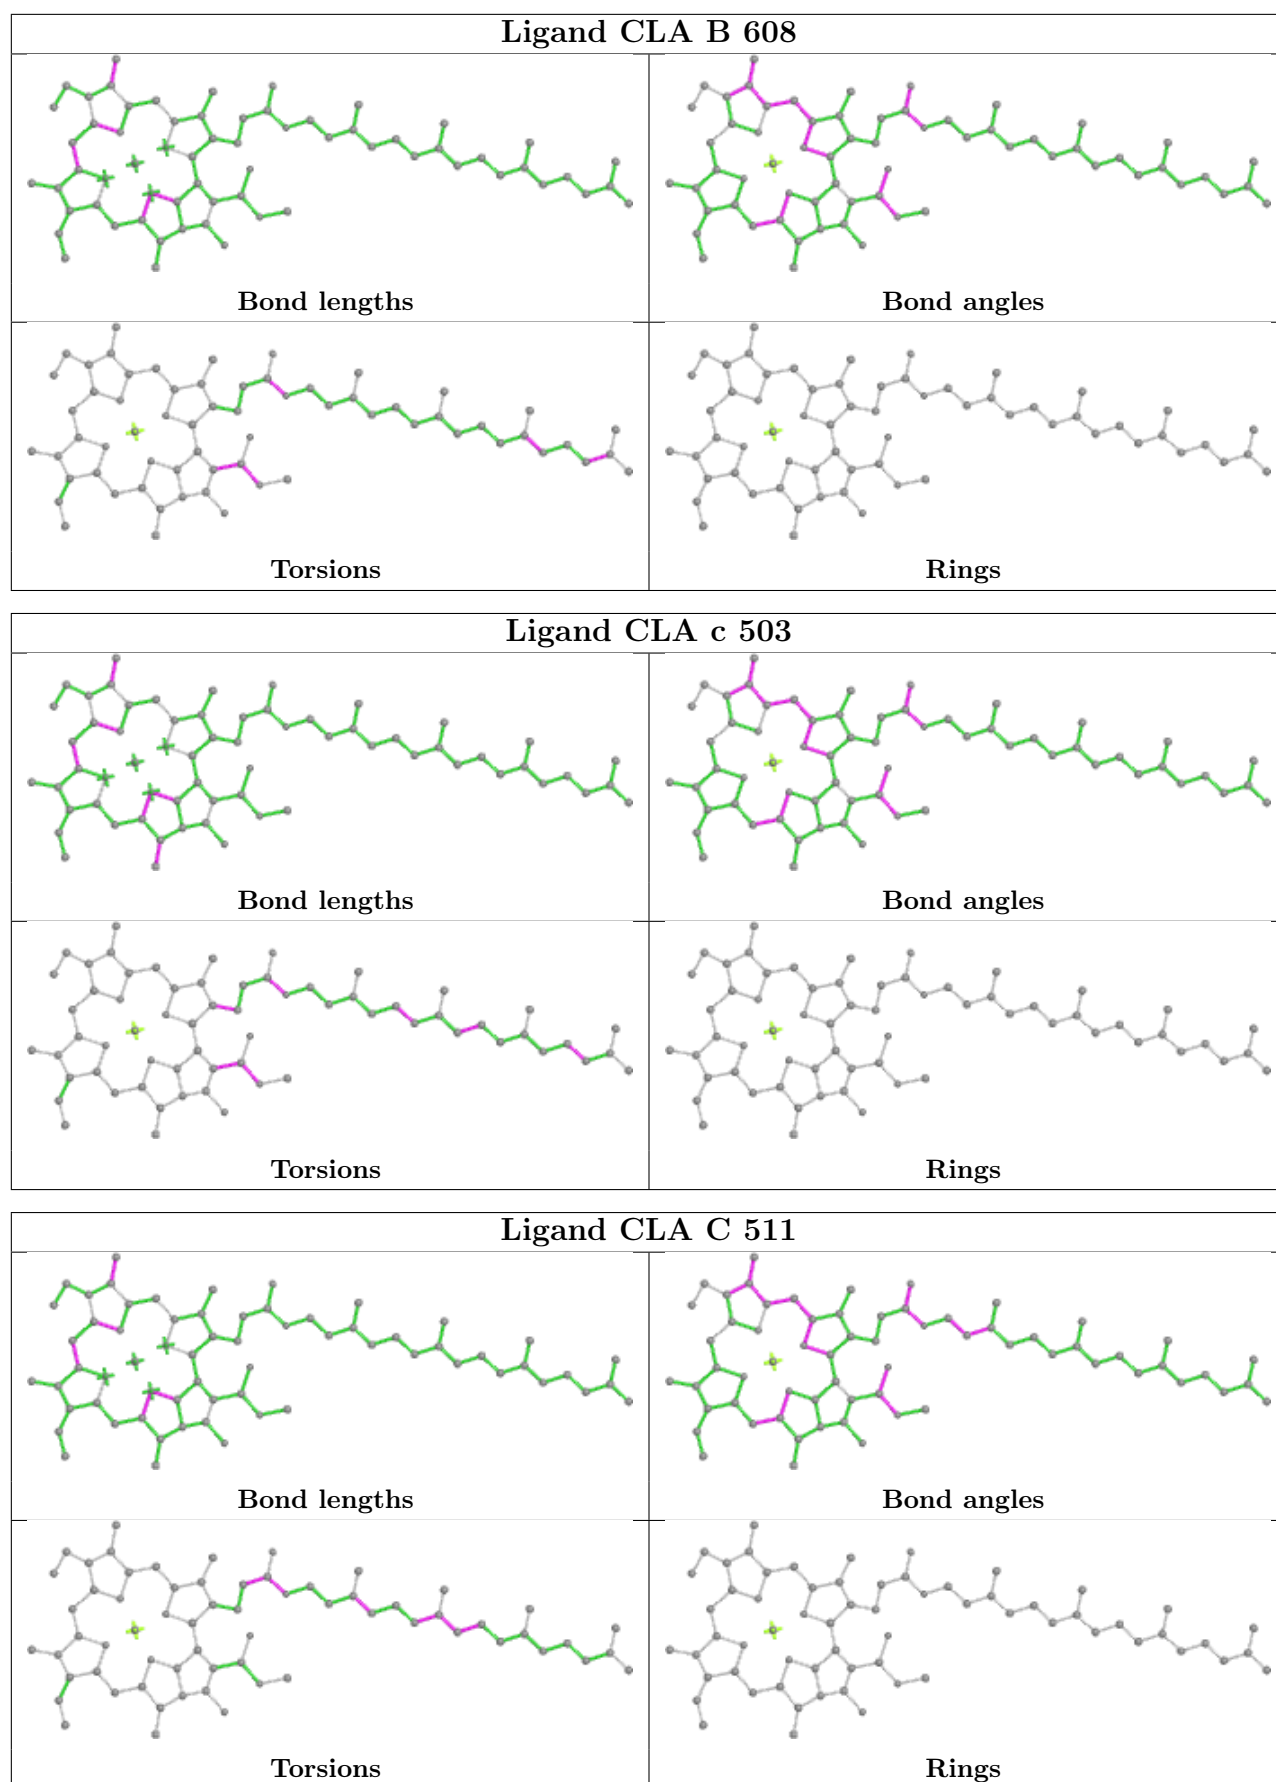 Ligand CLA B 608
Bond lengths
Bond angles
Torsions
Rings
Ligand CLA c 503
Bond lengths
Bond angles
Torsions
Rings
Ligand CLA C 511
Bond lengths
Bond angles
Torsions
Rings